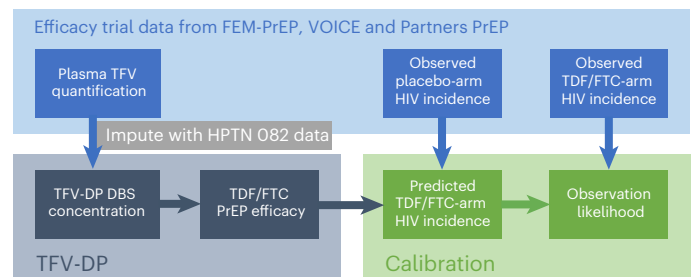 Efficacy trial data from FEM-PrEP, VOICE and Partners PrEP
Plasma TFV
quantification
Observed
placebo-arm
HIV incidence
Observed
TDF/FTC-arm
HIV incidence
Impute with HPTN 082 data
TFV-DP DBS
concentration
TDF/FTC
PrEP efficacy
Predicted
TDF/FTC-arm
HIV incidence
Observation
likelihood
TFV-DP
Calibration